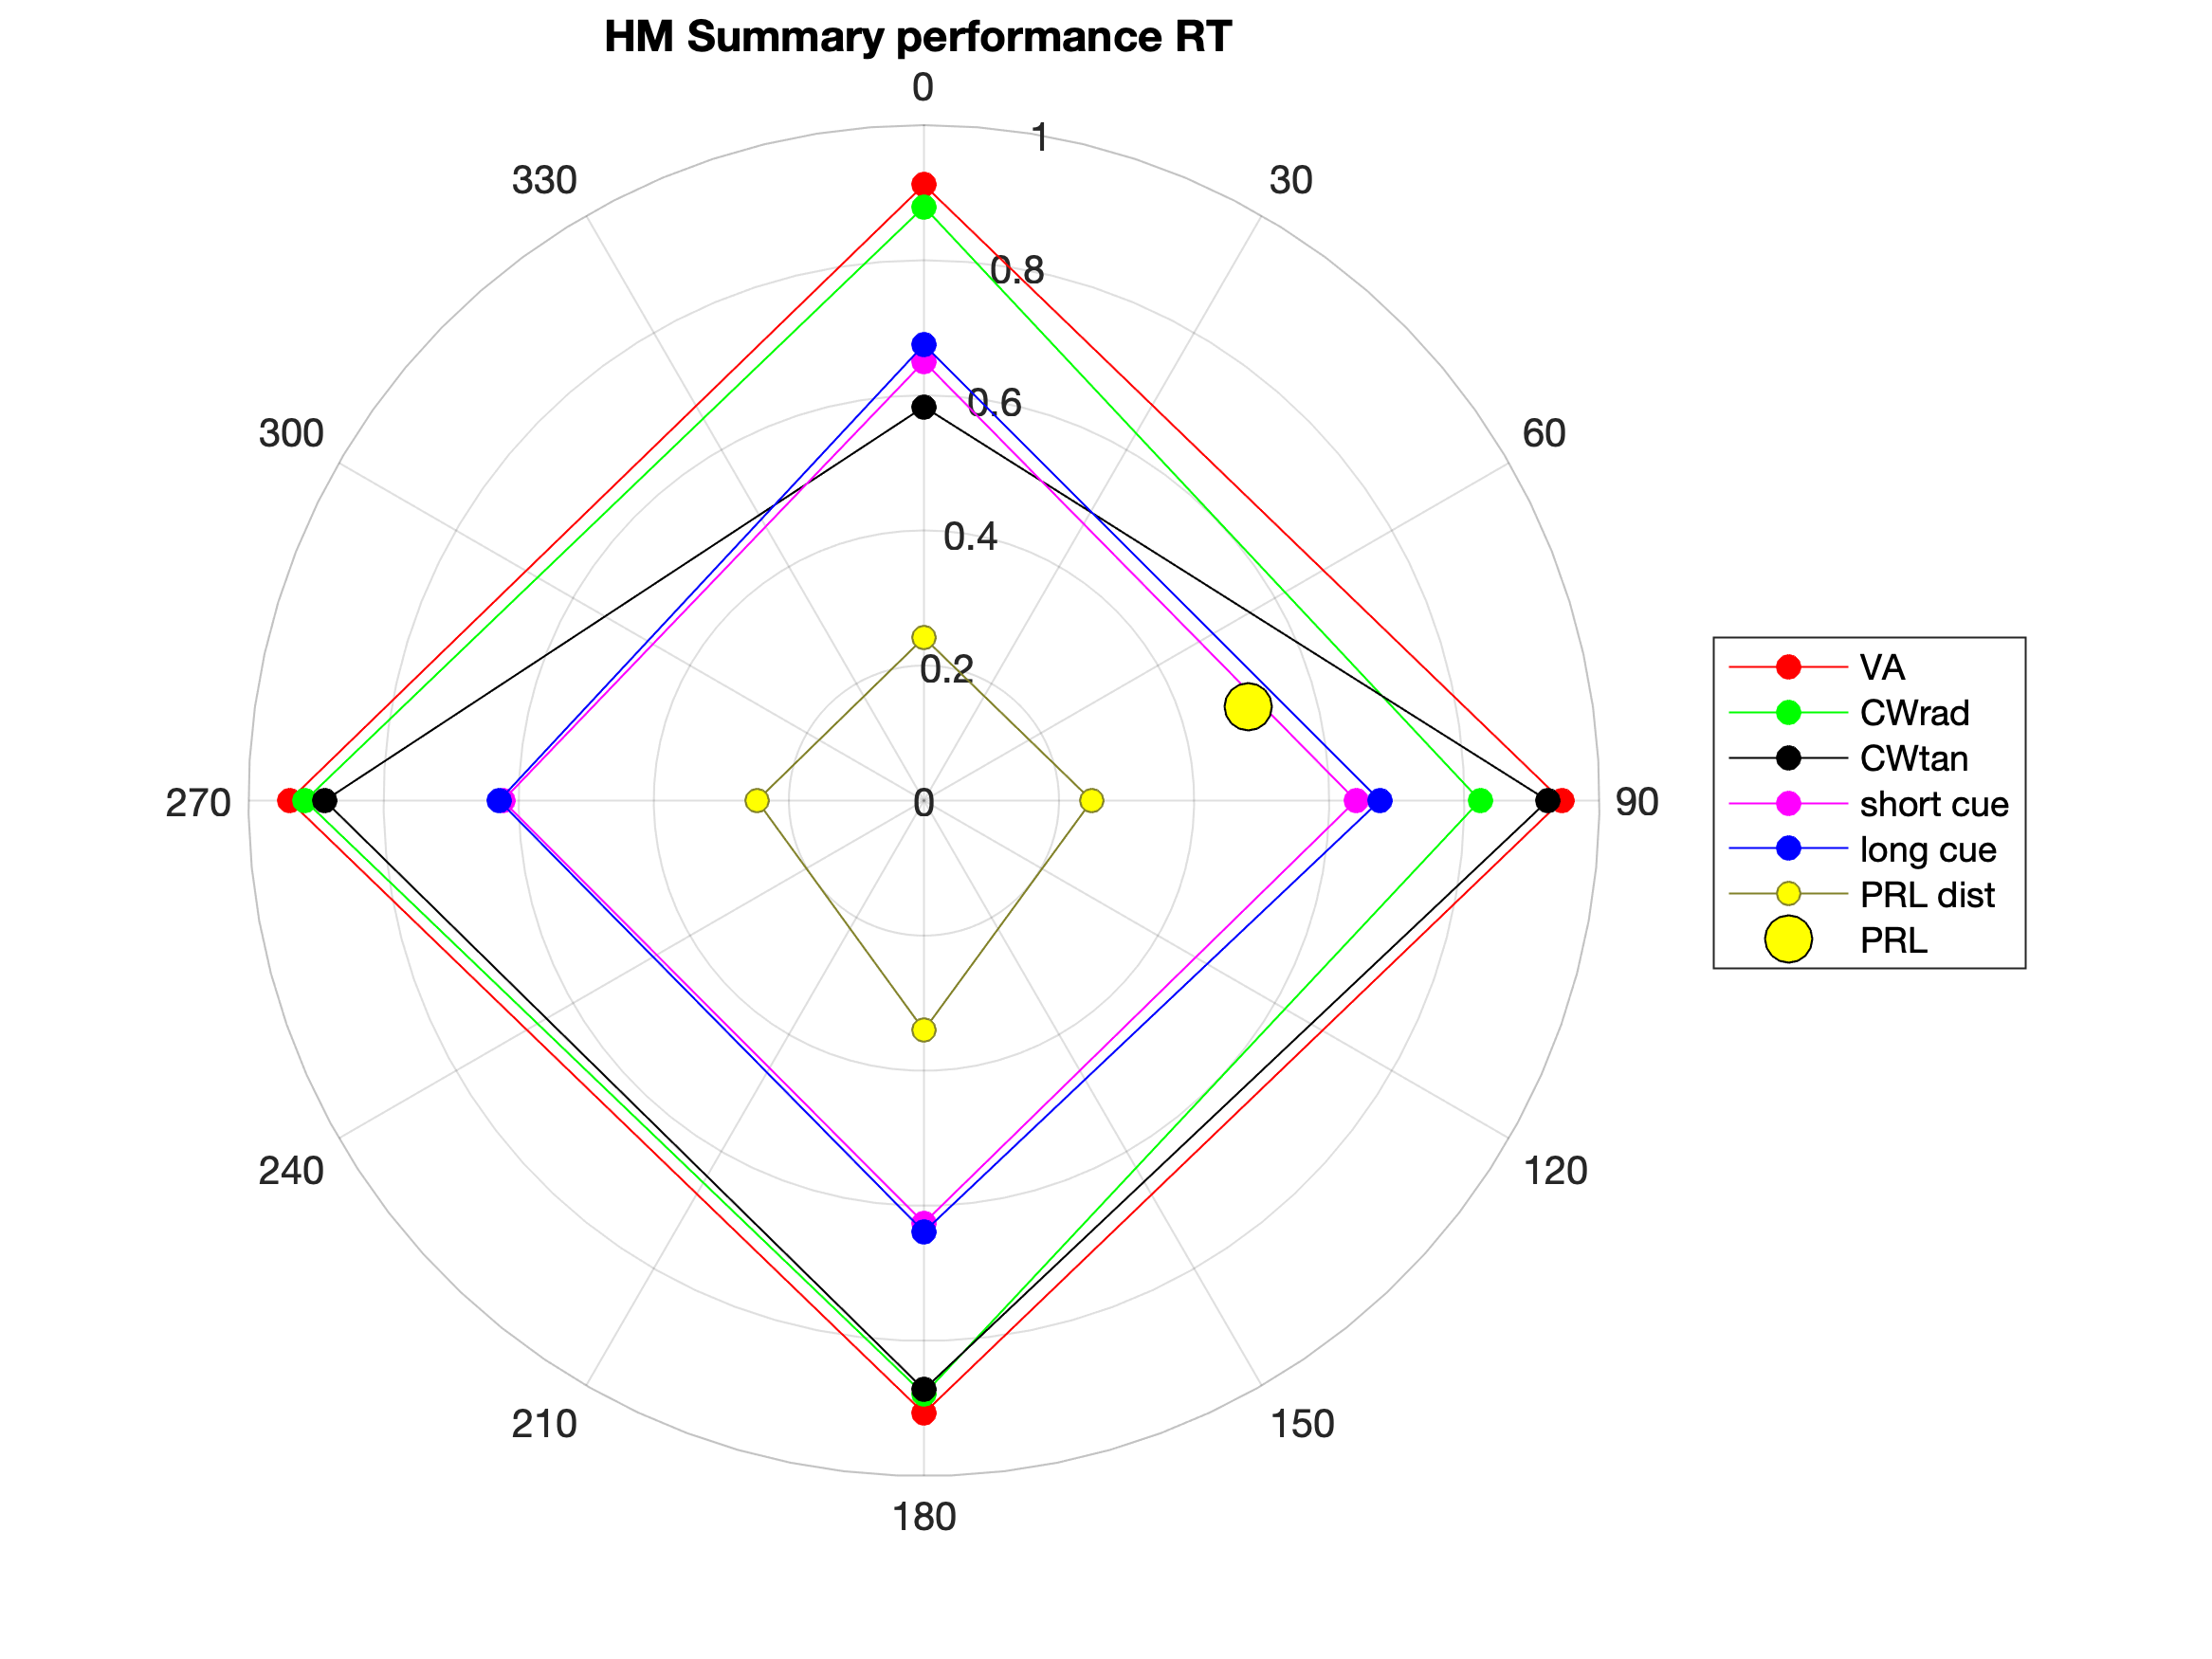 HM Summary performance RT
0
1
330
30
0.8
300
0.6
60
0.4
0.2
270
0
90
VA
CWrad
CWtan
short cue
long cue
PRL dist
PRL
240
120
210
150
180